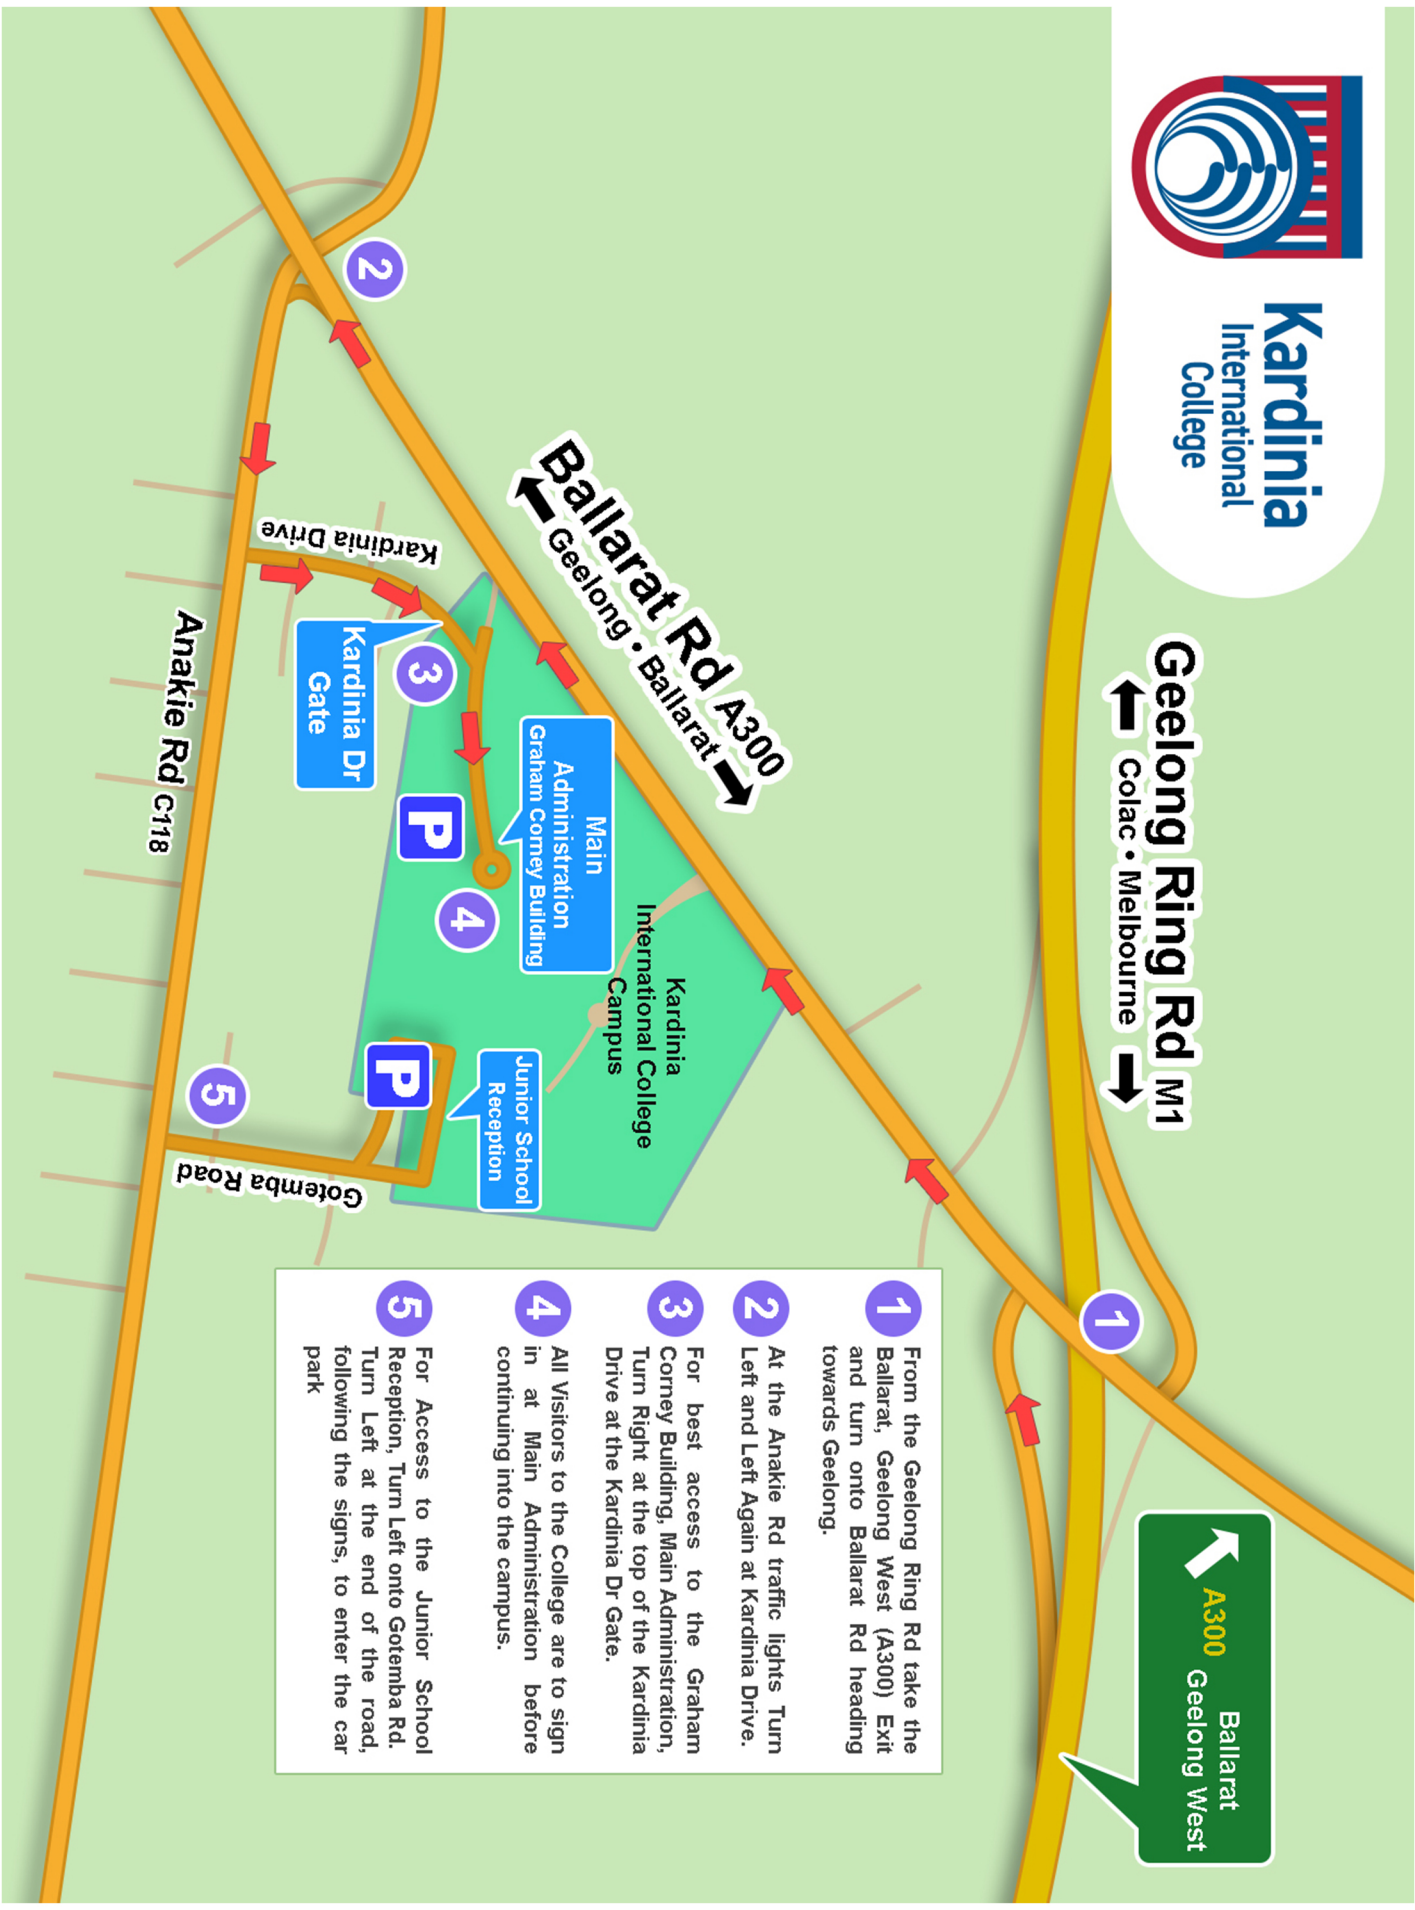 Kardinia
International
College
Geelong Ring Rd M1
Colac • Melbourne
Ballarat
A300 Geelong West
Ballarat Rd A300
Geelong • Ballarat
1
2
Kardinia Drive
Kardinia Dr
Gate
3
Main
Administration
Graham Corney Building
P
4
Kardinia
International College
Campus
Junior School
Reception
P
5
Gotemba Road
Anakie Rd C118
1 From the Geelong Ring Rd take the
Ballarat, Geelong West (A300) Exit
and turn onto Ballarat Rd heading
towards Geelong.
2 At the Anakie Rd traffic lights Turn
Left and Left Again at Kardinia Drive.
3 For best access to the Graham
Corney Building, Main Administration,
Turn Right at the top of the Kardinia
Drive at the Kardinia Dr Gate.
4 All Visitors to the College are to sign
in at Main Administration before
continuing into the campus.
5 For Access to the Junior School
Reception, Turn Left onto Gotemba Rd.
Turn Left at the end of the road,
following the signs, to enter the car
park